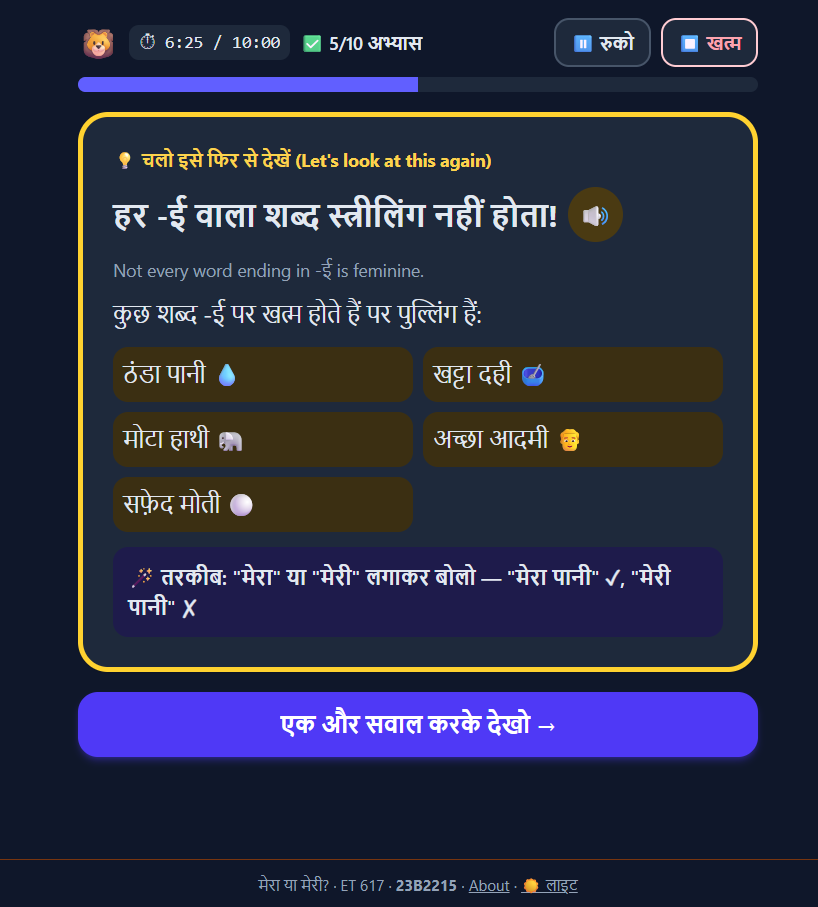 6:25 / 10:00
5/10 अभ्यास
रुको
खत्म
चलो इसे फिर से देखें (Let's look at this again)
हर -ई वाला शब्द स्त्रीलिंग नहीं होता!
Not every word ending in -ई is feminine.
कुछ शब्द -ई पर खत्म होते हैं पर पुल्लिंग हैं:
ठंडा पानी
खट्टा दही
मोटा हाथी
अच्छा आदमी
सफ़ेद मोती
तरकीब: "मेरा" या "मेरी" लगाकर बोलो — "मेरा पानी" ✓, "मेरी
पानी" ✗
एक और सवाल करके देखो →
मेरा या मेरी? · ET 617 · 23B2215 · About · लाइट